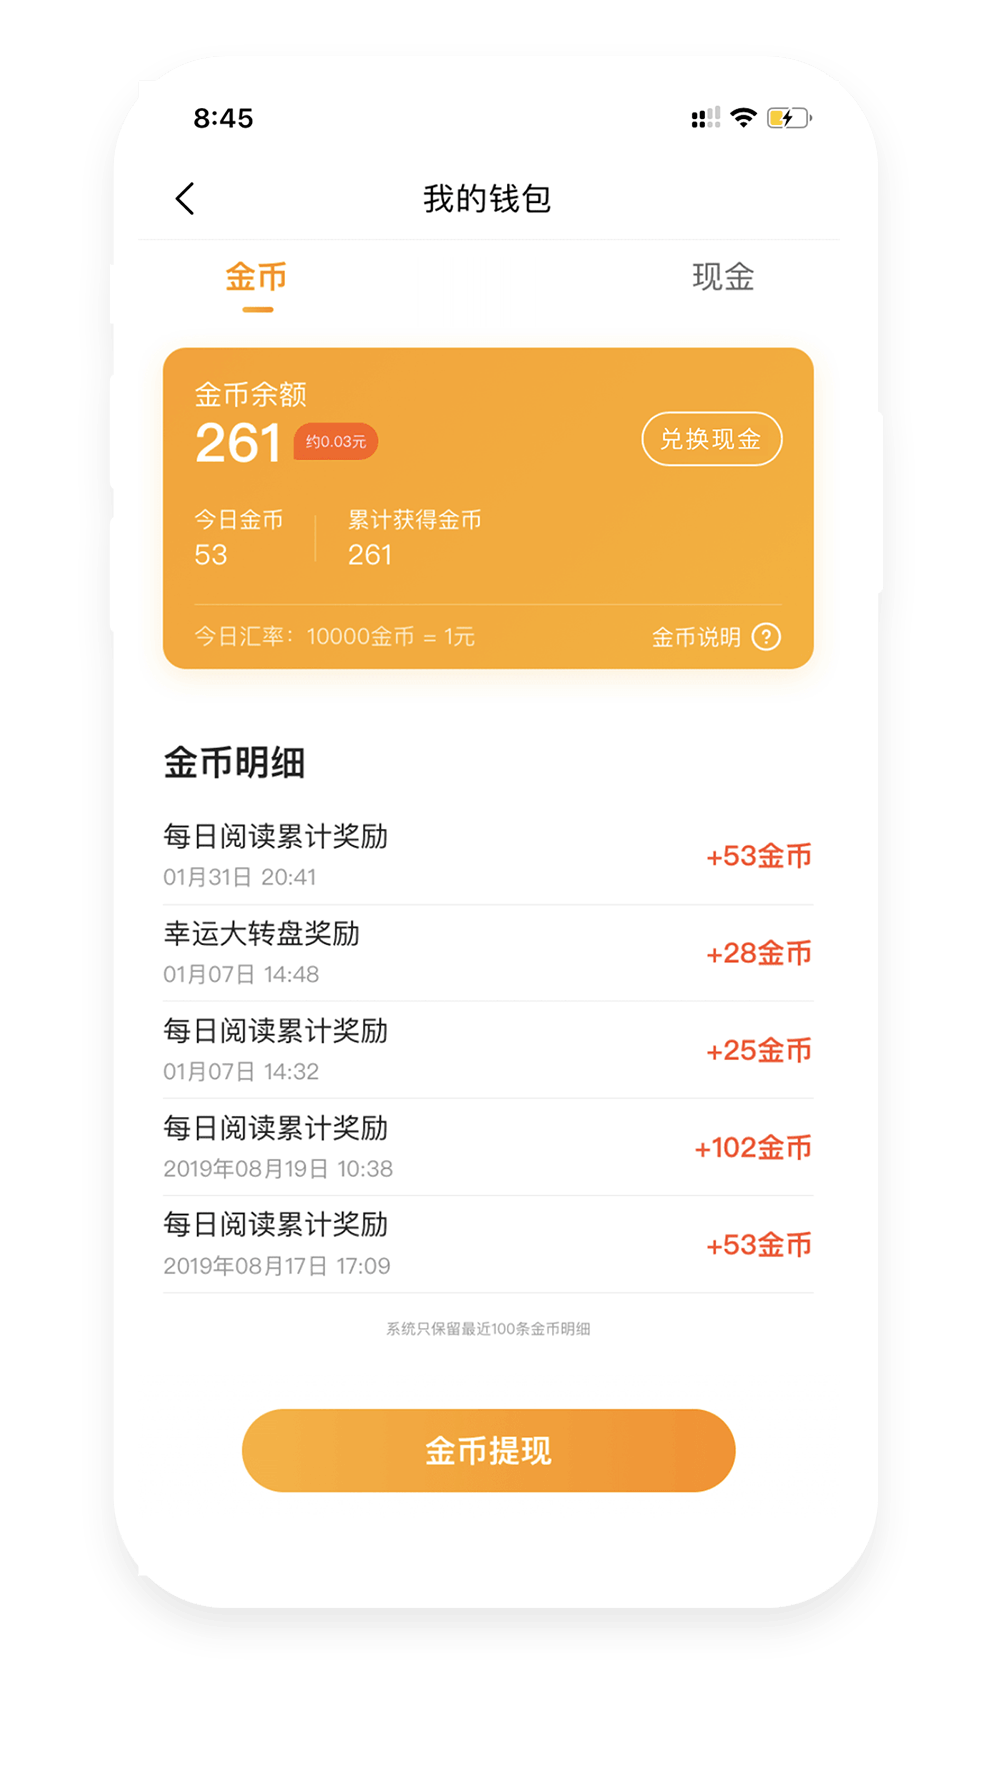 8:45
我的钱包
金币 现金
金币余额
261 约0.03元 兑换现金
今日金币 累计获得金币
53 261
今日汇率：10000金币 = 1元 金币说明 ?
金币明细
每日阅读累计奖励
01月31日 20:41
+53金币
幸运大转盘奖励
01月07日 14:48
+28金币
每日阅读累计奖励
01月07日 14:32
+25金币
每日阅读累计奖励
2019年08月19日 10:38
+102金币
每日阅读累计奖励
2019年08月17日 17:09
+53金币
系统只保留最近100条金币明细
金币提现